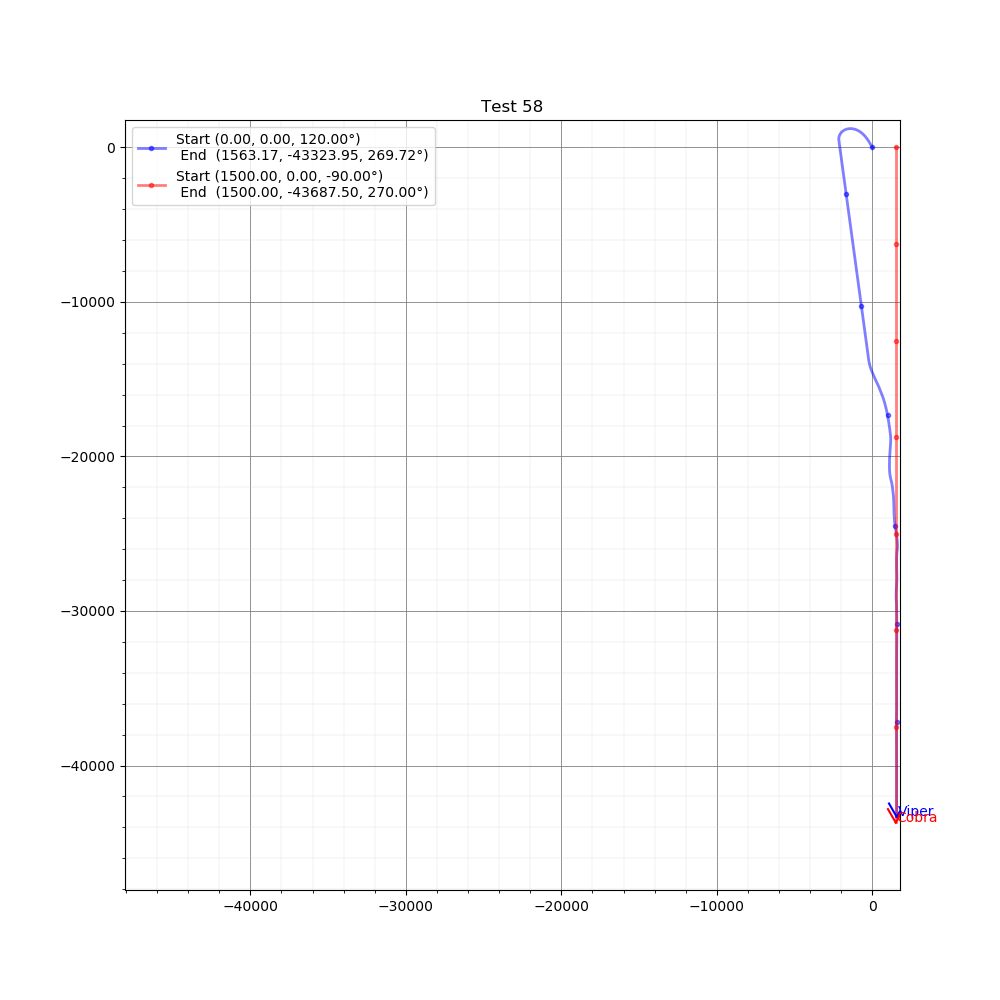 Test 58
Start (0.00, 0.00, 120.00°)
End (1563.17, -43323.95, 269.72°)
Start (1500.00, 0.00, -90.00°)
End (1500.00, -43687.50, 270.00°)
0
−10000
−20000
−30000
−40000
Viper
Cobra
−40000 −30000 −20000 −10000 0